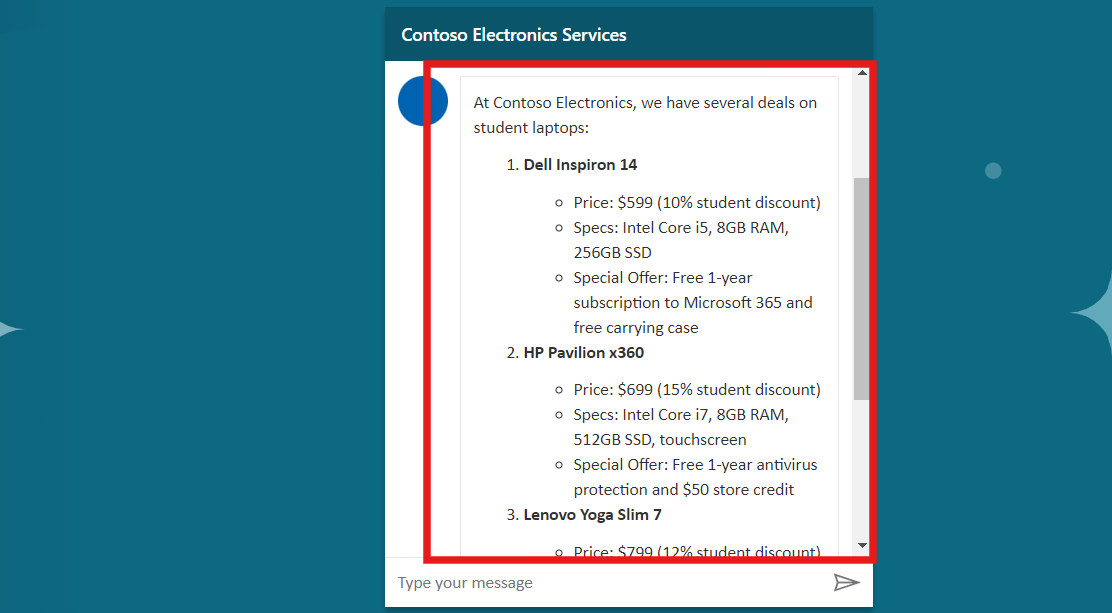 Contoso Electronics Services
At Contoso Electronics, we have several deals on
student laptops:
1. Dell Inspiron 14
Price: $599 (10% student discount)
Specs: Intel Core i5, 8GB RAM,
256GB SSD
Special Offer: Free 1-year
subscription to Microsoft 365 and
free carrying case
2. HP Pavilion x360
Price: $699 (15% student discount)
Specs: Intel Core i7, 8GB RAM,
512GB SSD, touchscreen
Special Offer: Free 1-year antivirus
protection and $50 store credit
3. Lenovo Yoga Slim 7
Price: $799 (12% student discount)
Type your message